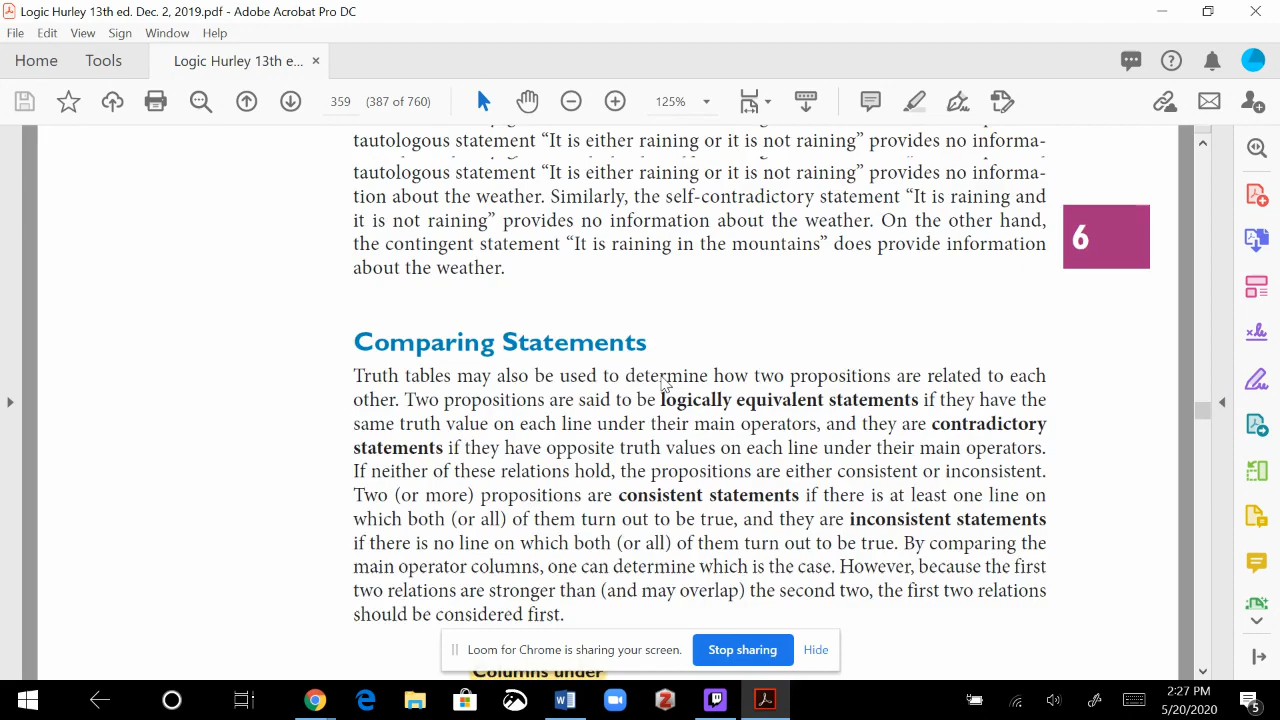 Logic Hurley 13th ed. Dec. 2, 2019.pdf - Adobe Acrobat Pro DC
File Edit View Sign Window Help
Home Tools Logic Hurley 13th e... ×
359 (387 of 760) 125%
tautologous statement “It is either raining or it is not raining” provides no informa-
tautologous statement “It is either raining or it is not raining” provides no informa-
tion about the weather. Similarly, the self-contradictory statement “It is raining and
it is not raining” provides no information about the weather. On the other hand,
the contingent statement “It is raining in the mountains” does provide information
about the weather.
6
Comparing Statements
Truth tables may also be used to determine how two propositions are related to each
other. Two propositions are said to be logically equivalent statements if they have the
same truth value on each line under their main operators, and they are contradictory
statements if they have opposite truth values on each line under their main operators.
If neither of these relations hold, the propositions are either consistent or inconsistent.
Two (or more) propositions are consistent statements if there is at least one line on
which both (or all) of them turn out to be true, and they are inconsistent statements
if there is no line on which both (or all) of them turn out to be true. By comparing the
main operator columns, one can determine which is the case. However, because the first
two relations are stronger than (and may overlap) the second two, the first two relations
should be considered first.
Loom for Chrome is sharing your screen. Stop sharing Hide
Columns under
2:27 PM
5/20/2020
5